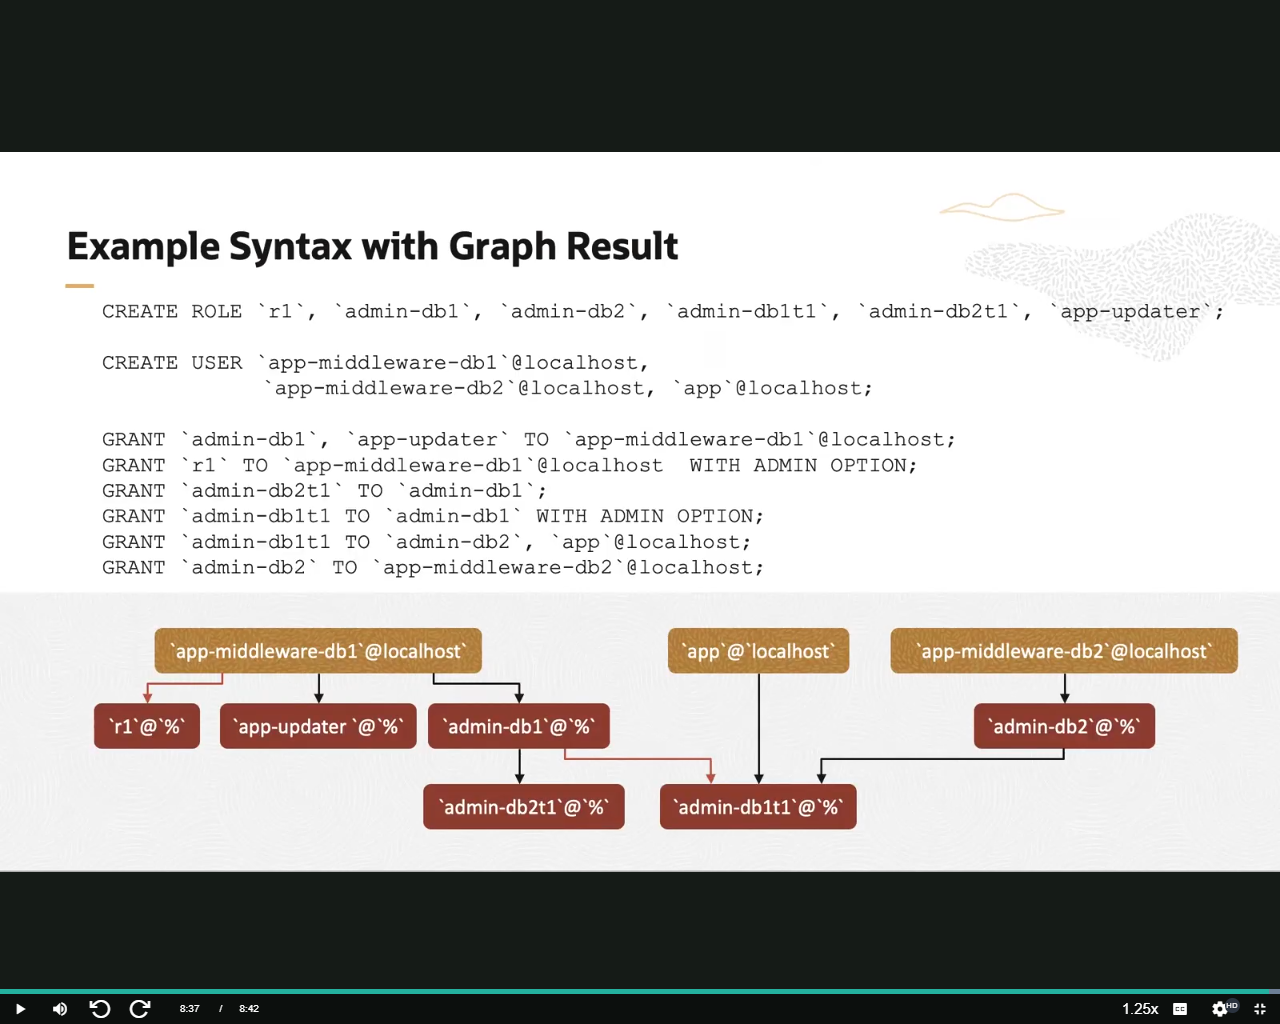 Example Syntax with Graph Result
CREATE ROLE `r1`, `admin-db1`, `admin-db2`, `admin-db1t1`, `admin-db2t1`, `app-updater`;
CREATE USER `app-middleware-db1`@localhost,
`app-middleware-db2`@localhost, `app`@localhost;
GRANT `admin-db1`, `app-updater` TO `app-middleware-db1`@localhost;
GRANT `r1` TO `app-middleware-db1`@localhost  WITH ADMIN OPTION;
GRANT `admin-db2t1` TO `admin-db1`;
GRANT `admin-db1t1 TO `admin-db1` WITH ADMIN OPTION;
GRANT `admin-db1t1 TO `admin-db2`, `app`@localhost;
GRANT `admin-db2` TO `app-middleware-db2`@localhost;
`app-middleware-db1`@localhost` `app`@`localhost` `app-middleware-db2`@localhost`
`r1`@`%` `app-updater `@`%` `admin-db1`@`%` `admin-db2`@`%`
`admin-db2t1`@`%` `admin-db1t1`@`%`
8:37 / 8:42 1.25x CC HD